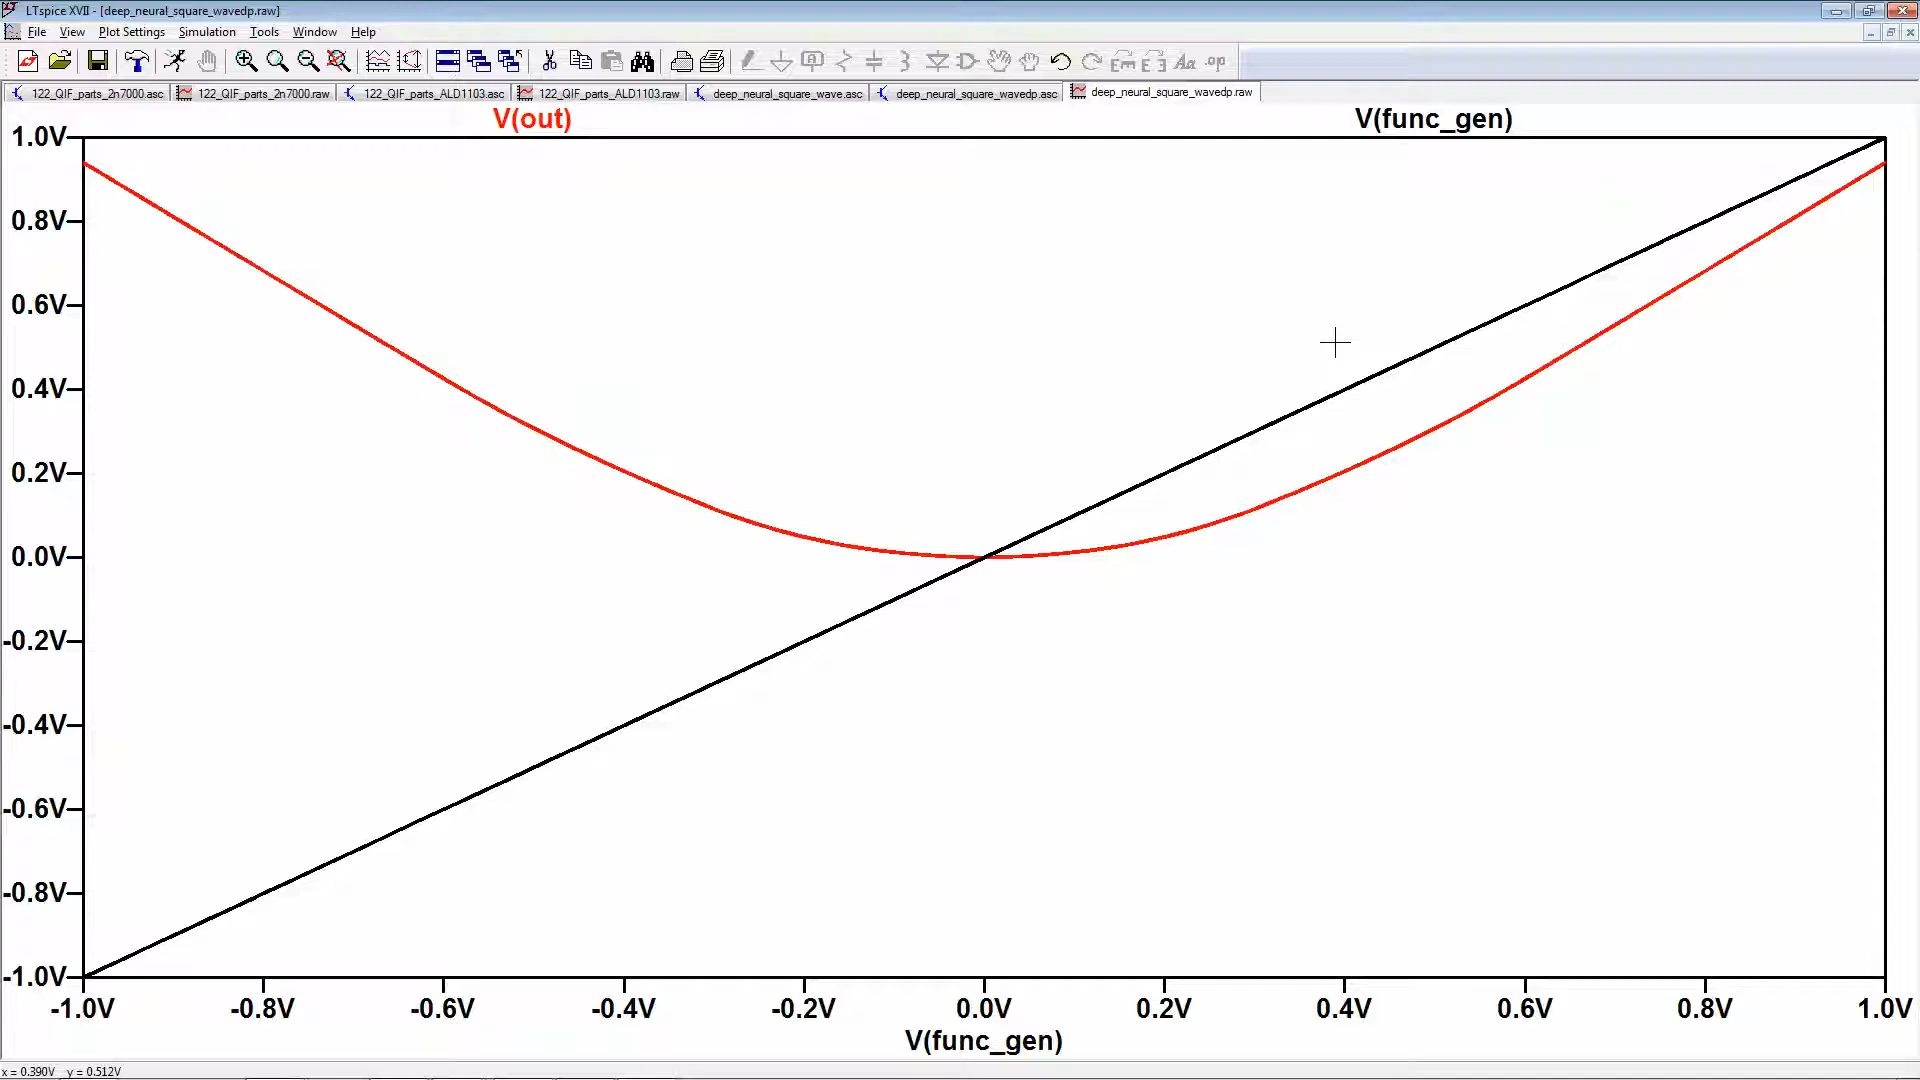 LTspice XVII - [deep_neural_square_wavedp.raw]
File View Plot Settings Simulation Tools Window Help
122_QIF_parts_2n7000.asc 122_QIF_parts_2n7000.raw 122_QIF_parts_ALD1103.asc 122_QIF_parts_ALD1103.raw deep_neural_square_wave.asc deep_neural_square_wavedp.asc deep_neural_square_wavedp.raw
V(out) V(func_gen)
1.0V
0.8V
0.6V
0.4V
0.2V
0.0V
-0.2V
-0.4V
-0.6V
-0.8V
-1.0V
-1.0V -0.8V -0.6V -0.4V -0.2V 0.0V 0.2V 0.4V 0.6V 0.8V 1.0V
V(func_gen)
x = 0.390V y = 0.512V